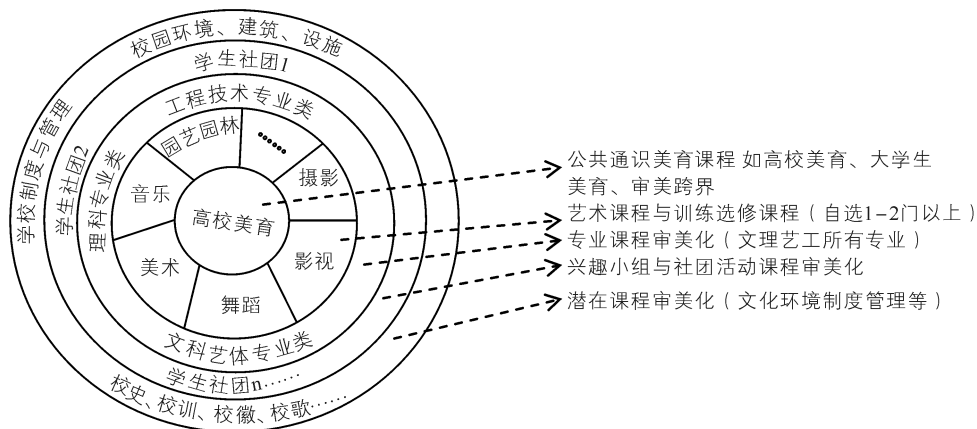 校园环境、建筑、设施
学生社团1
工程技术专业类
园艺园林
……
摄影
音乐
理科专业类
学生社团2
学校制度与管理
高校美育
美术
影视
舞蹈
文科艺体专业类
学生社团n……
校史、校训、校徽、校歌……
公共通识美育课程 如高校美育、大学生
美育、审美跨界
艺术课程与训练选修课程（自选1-2门以上）
专业课程审美化（文理艺工所有专业）
兴趣小组与社团活动课程审美化
潜在课程审美化（文化环境制度管理等）